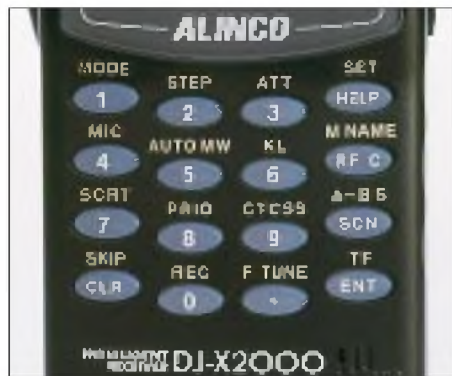 ALINCO
MODE STEP ATT SET
1 2 3 HELP
MIC AUTO MW KL M NAME
4 5 6 RF C
SCRT PRIO CTCSS
7 8 9 SCN
SKIP REC F TUNE TF
CLR 0 . ENT
DJ-X2000